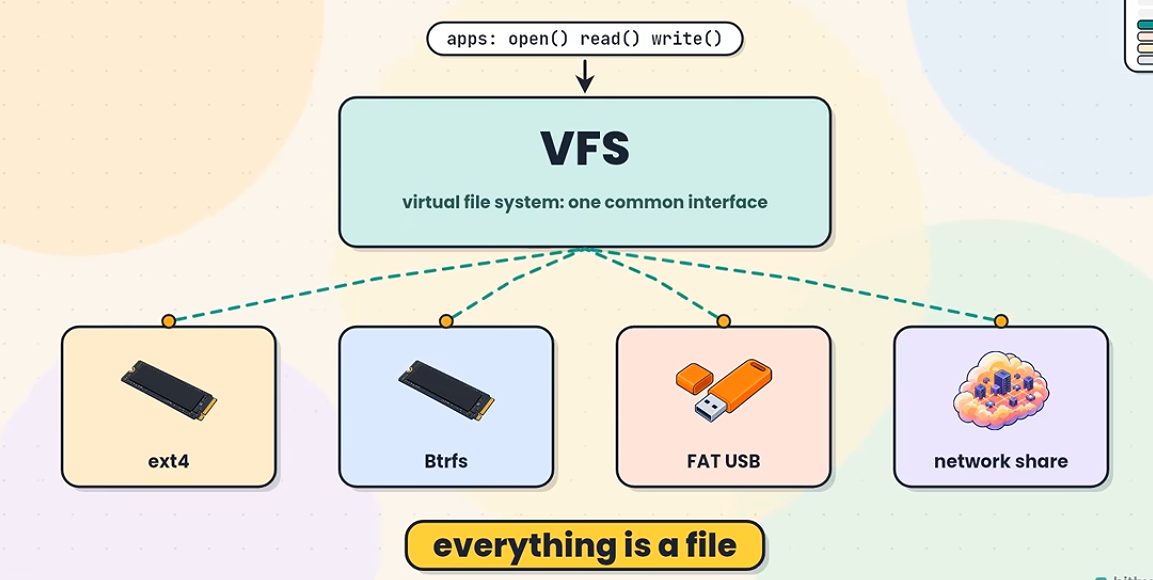 apps: open() read() write()
VFS
virtual file system: one common interface
ext4
Btrfs
FAT USB
network share
everything is a file